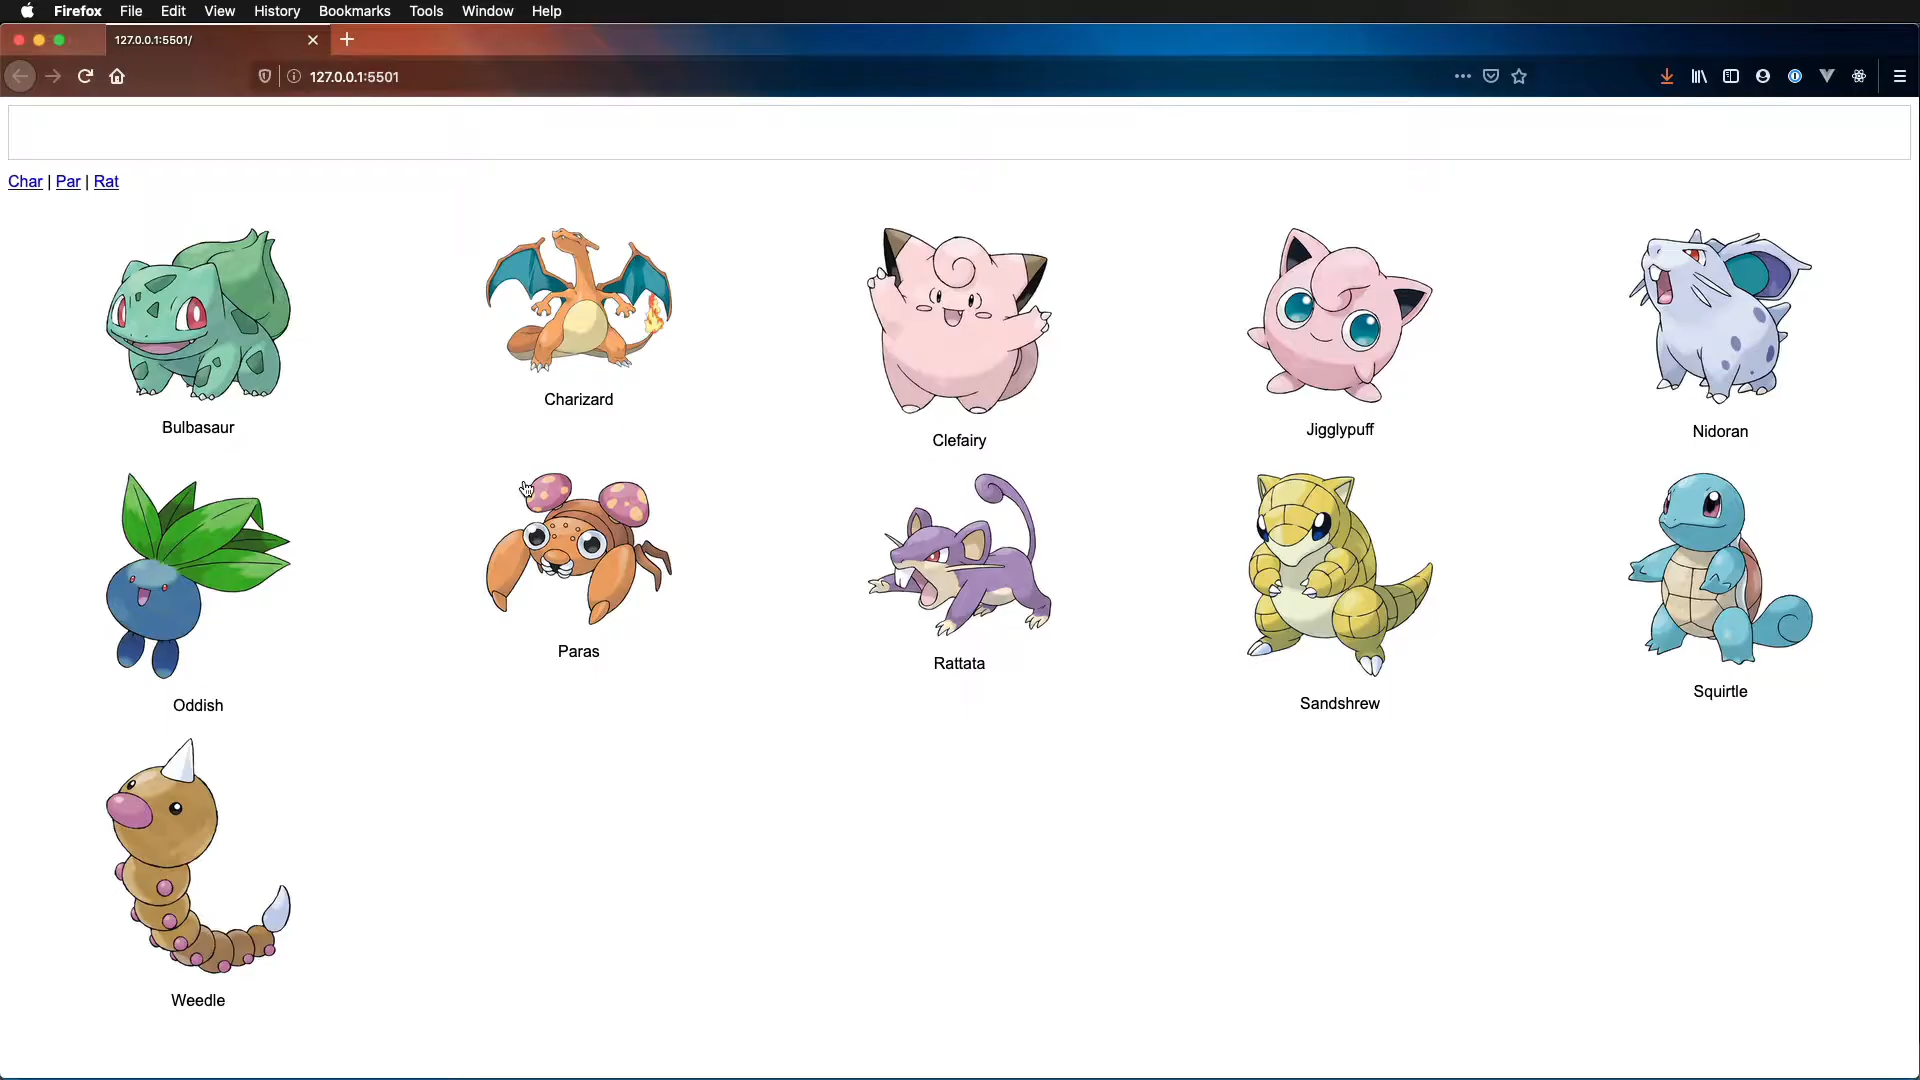 Firefox File Edit View History Bookmarks Tools Window Help
127.0.0.1:5501/
127.0.0.1:5501
Char | Par | Rat
Bulbasaur
Charizard
Clefairy
Jigglypuff
Nidoran
Oddish
Paras
Rattata
Sandshrew
Squirtle
Weedle